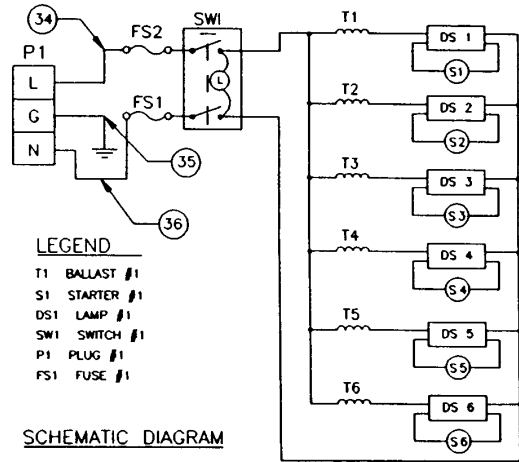 34
FS2
SW1
T1
DS 1
S1
P1
L
G
N
FS1
L
35
36
T2
DS 2
S2
T3
DS 3
S3
T4
DS 4
S4
T5
DS 5
S5
T6
DS 6
S6
LEGEND
T1 BALLAST #1
S1 STARTER #1
DS1 LAMP #1
SW1 SWITCH #1
P1 PLUG #1
FS1 FUSE #1
SCHEMATIC DIAGRAM